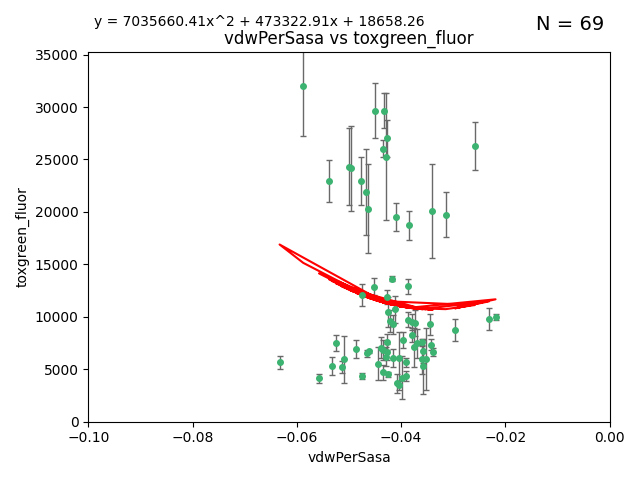 y = 7035660.41x^2 + 473322.91x + 18658.26
N = 69
vdwPerSasa vs toxgreen_fluor
35000
30000
25000
20000
15000
10000
5000
0
toxgreen_fluor
−0.10
−0.08
−0.06
−0.04
−0.02
0.00
vdwPerSasa